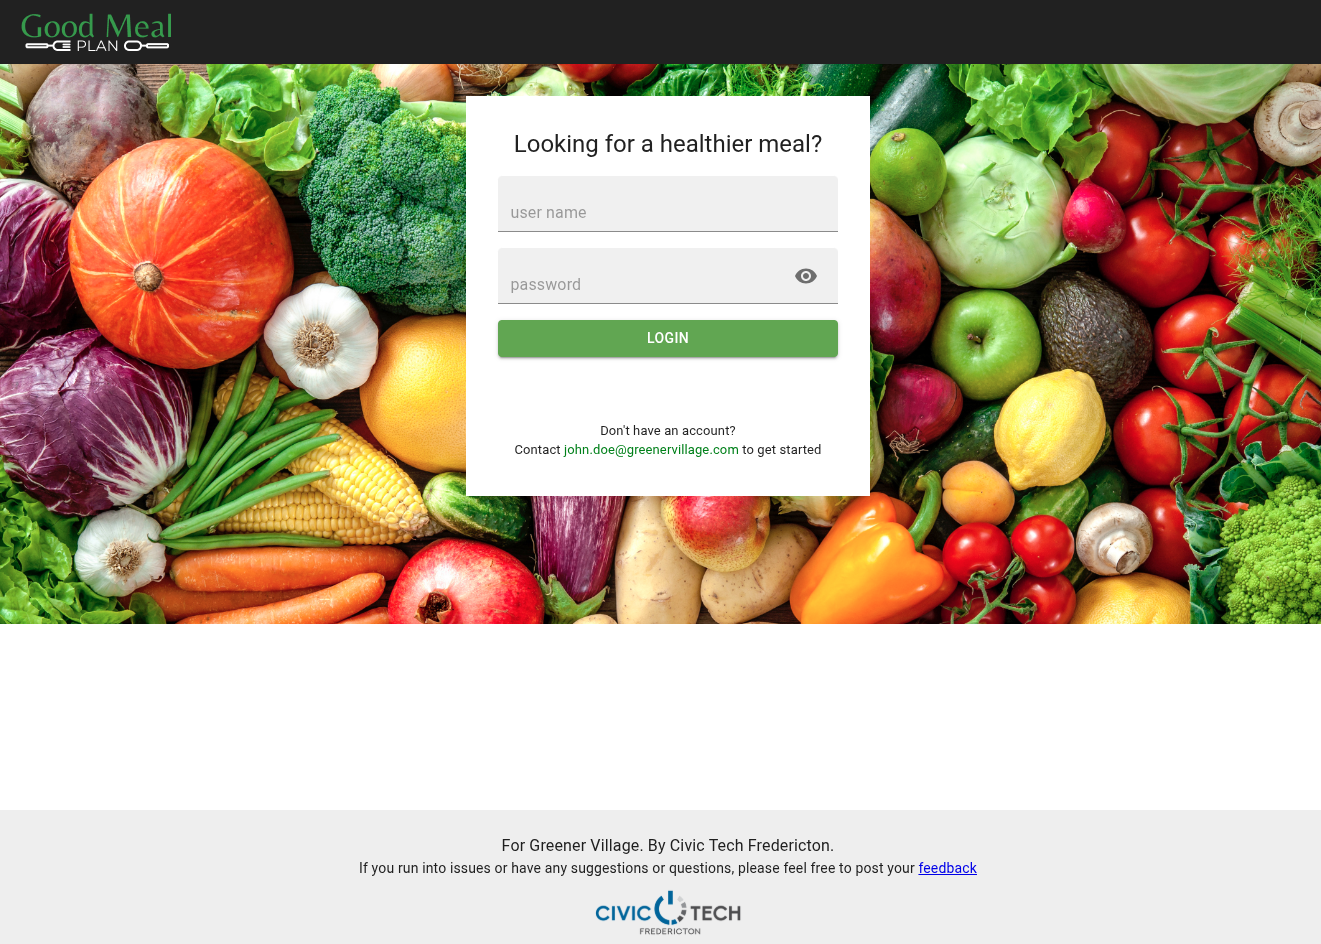 Good Meal
PLAN
Looking for a healthier meal?
user name
password
LOGIN
Don't have an account?
Contact john.doe@greenervillage.com to get started
For Greener Village. By Civic Tech Fredericton.
If you run into issues or have any suggestions or questions, please feel free to post your feedback
CIVIC TECH
FREDERICTON